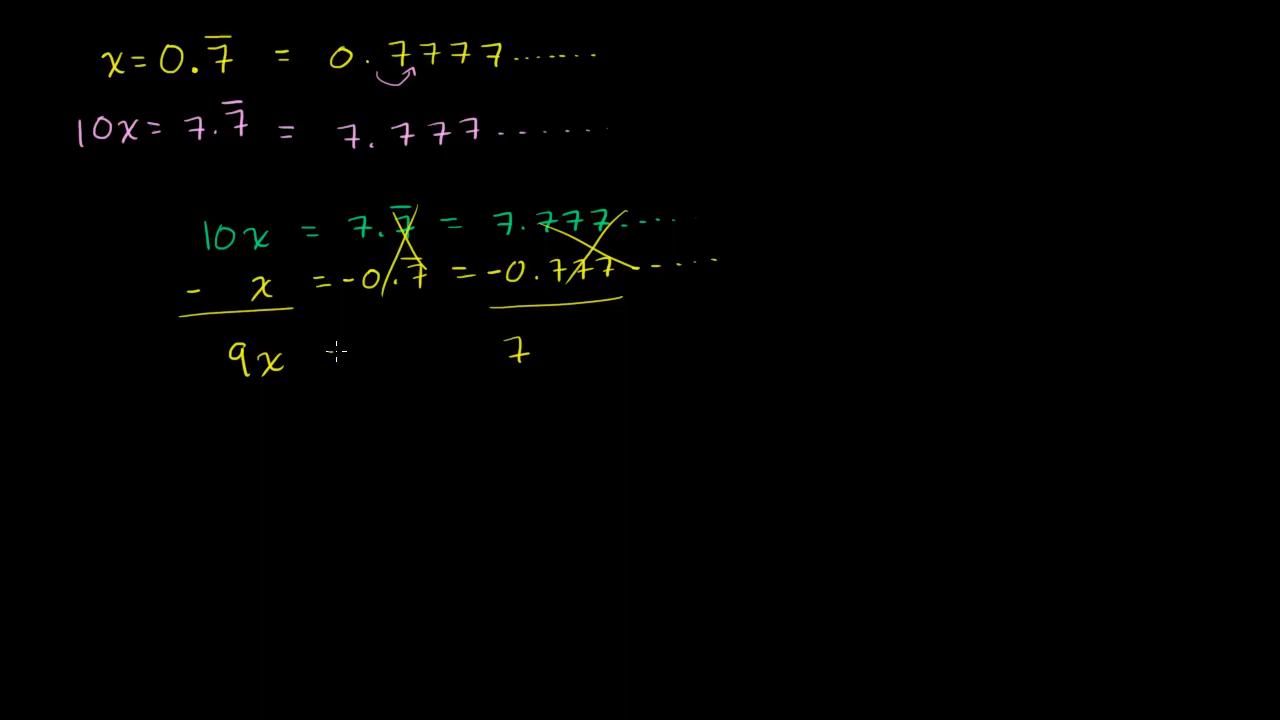 x = 0.7̅ = 0.7777.......
10x = 7.7̅ = 7.777.......
10x = 7.7̅ = 7.777.....
- x = -0.7̅ = -0.777-....
9x = 7